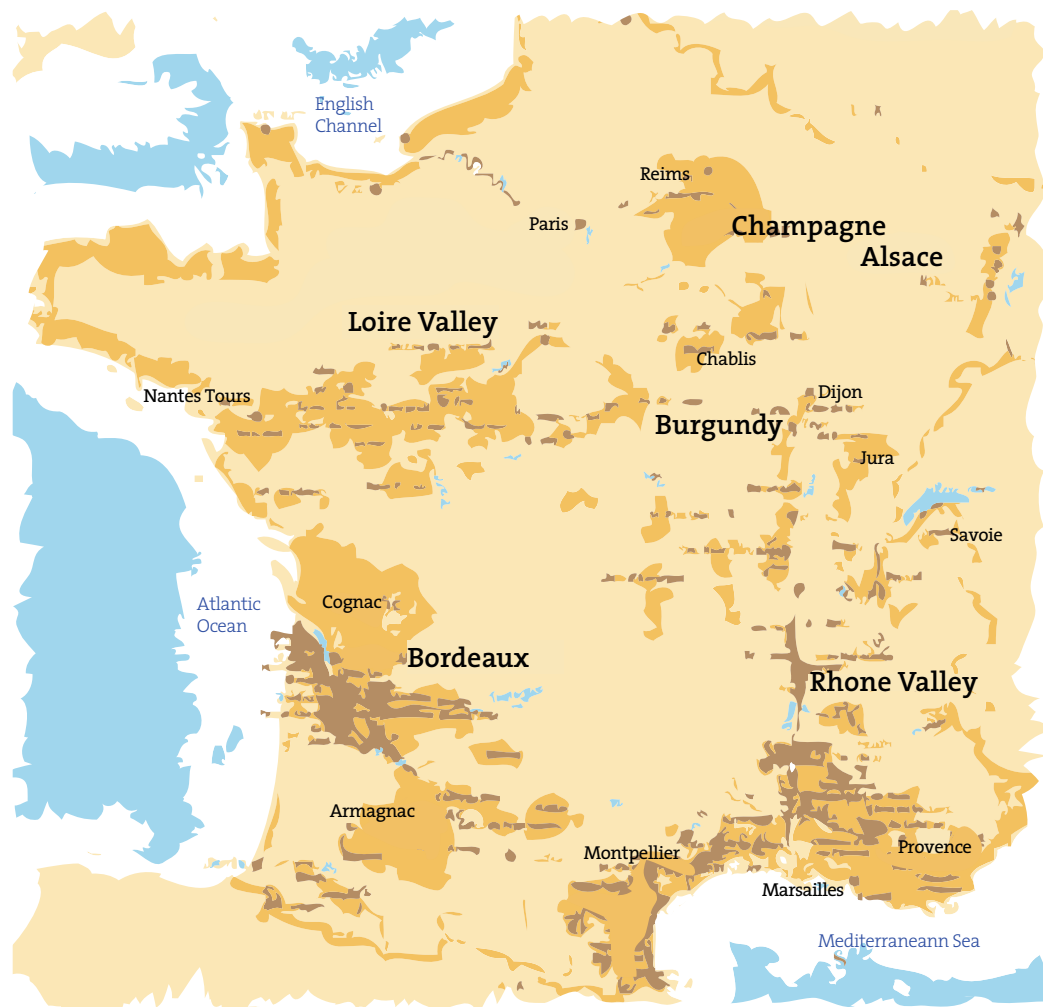 English
Channel
Reims
Paris
Champagne
Alsace
Loire Valley
Chablis
Nantes Tours
Dijon
Burgundy
Jura
Savoie
Cognac
Atlantic
Ocean
Bordeaux
Rhone Valley
Armagnac
Montpellier
Provence
Marsailles
Mediterraneann Sea